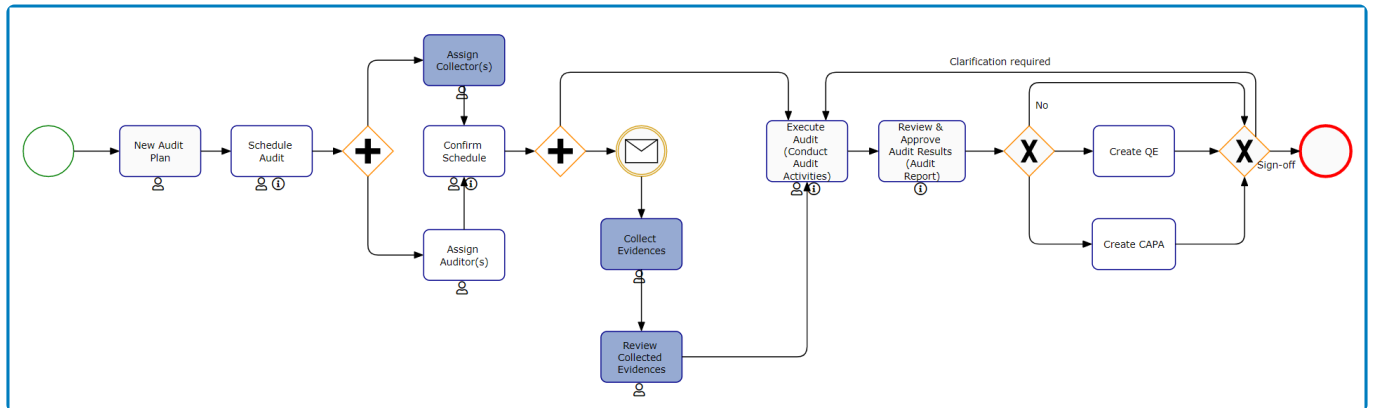 Assign
Collector(s)
Clarification required
No
New Audit
Plan
Schedule
Audit
Confirm
Schedule
Execute
Audit
(Conduct
Audit
Activities)
Review &
Approve
Audit Results
(Audit
Report)
Create QE
Sign-off
Assign
Auditor(s)
Collect
Evidences
Create CAPA
Review
Collected
Evidences